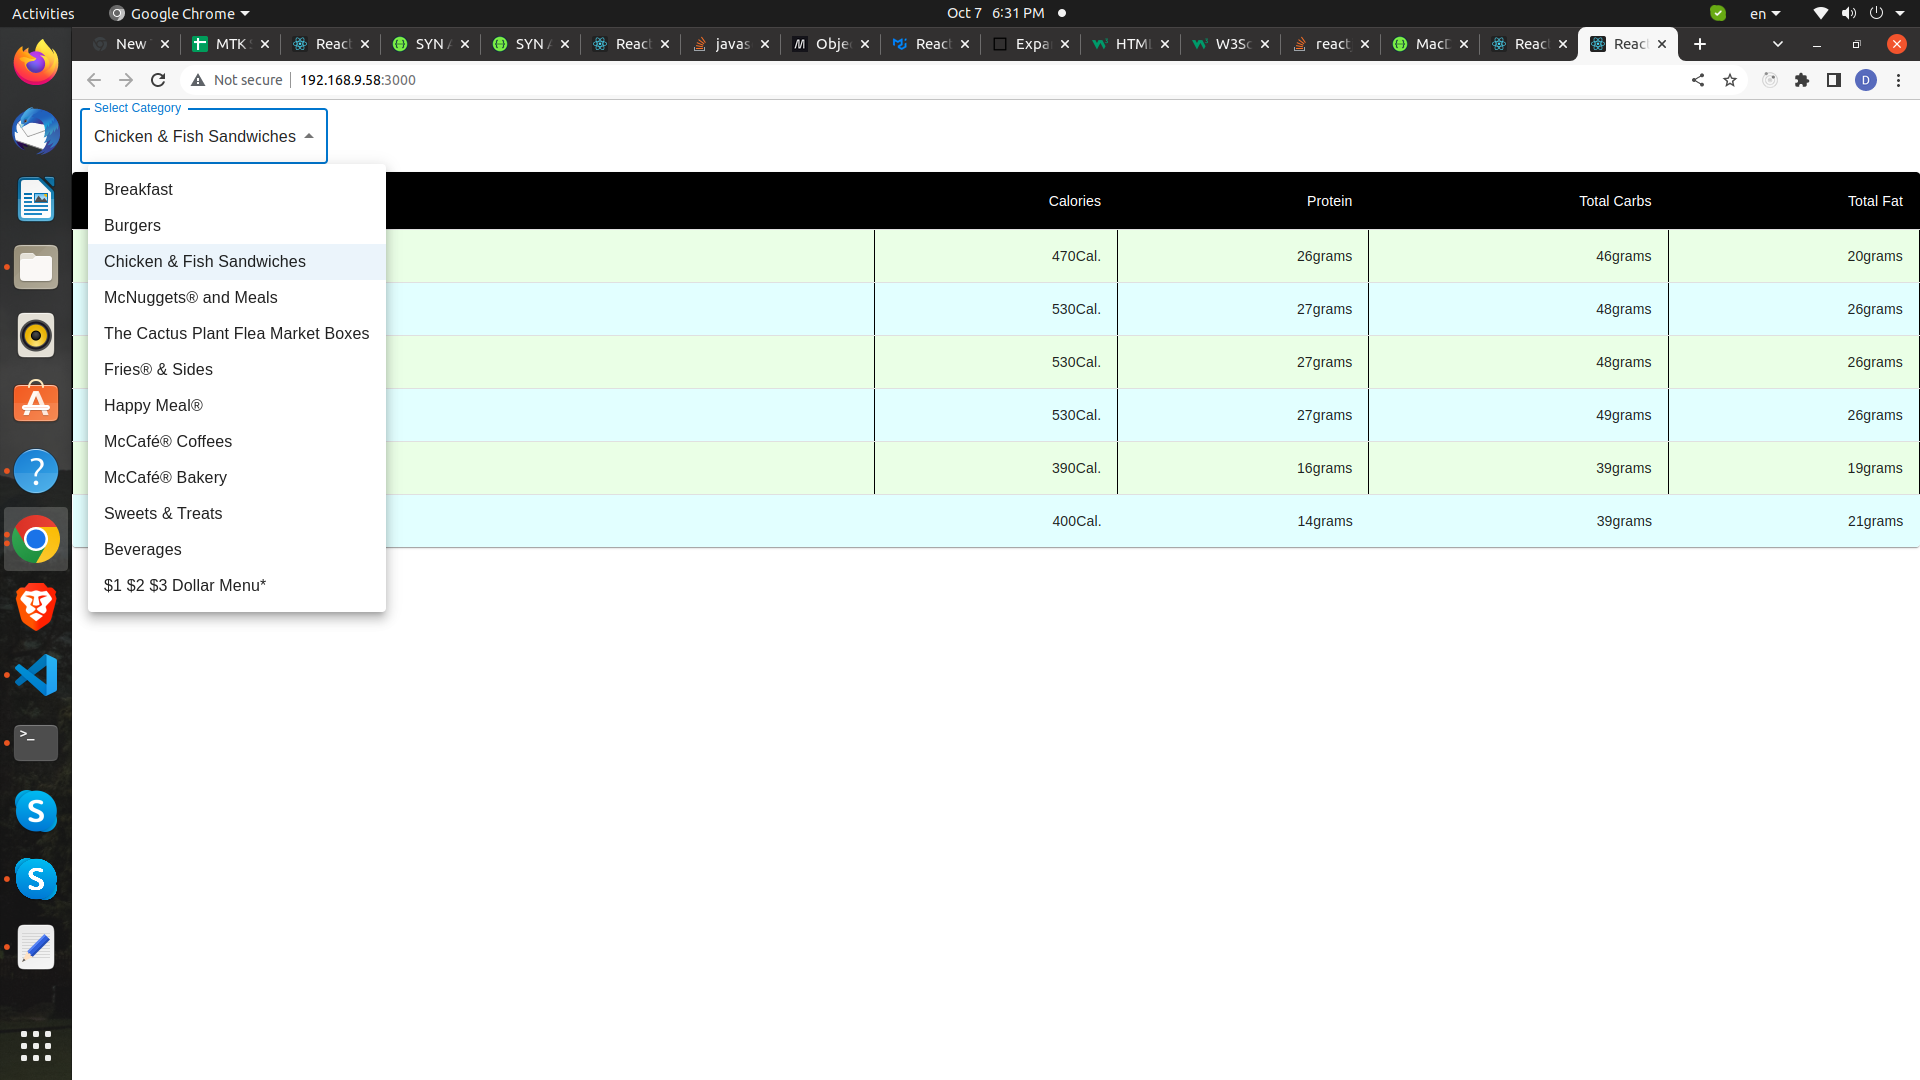 Activities Google Chrome Oct 7 6:31 PM en
New MTK React SYN A SYN A React javas Obje React Expa HTML W3Sc react MacD React React
Not secure 192.168.9.58:3000 D
Select Category
Chicken & Fish Sandwiches
Calories Protein Total Carbs Total Fat
Breakfast
Burgers
Chicken & Fish Sandwiches
McNuggets® and Meals
The Cactus Plant Flea Market Boxes
Fries® & Sides
Happy Meal®
McCafé® Coffees
McCafé® Bakery
Sweets & Treats
Beverages
$1 $2 $3 Dollar Menu*
470Cal. 26grams 46grams 20grams
530Cal. 27grams 48grams 26grams
530Cal. 27grams 48grams 26grams
530Cal. 27grams 49grams 26grams
390Cal. 16grams 39grams 19grams
400Cal. 14grams 39grams 21grams